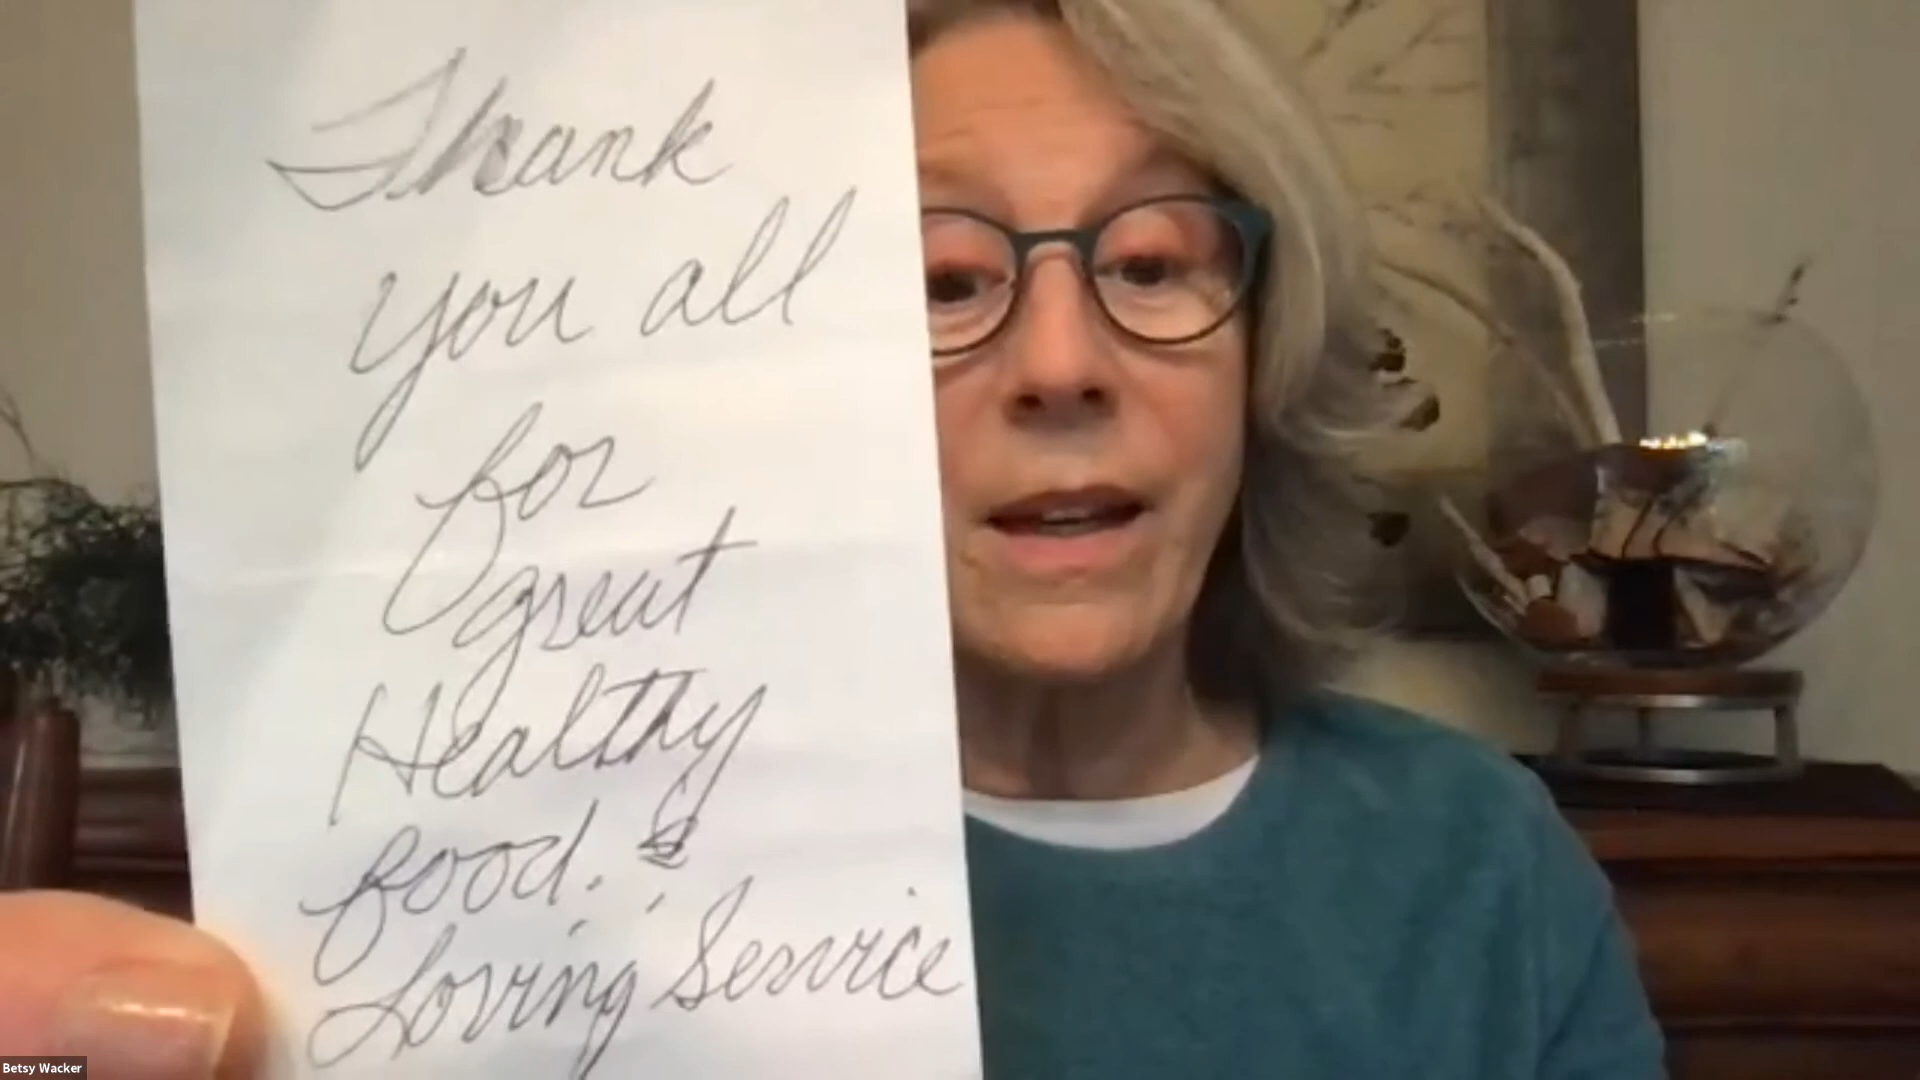 Thank
you all
for
great
Healthy
food. &
Loving Service
Betsy Wacker